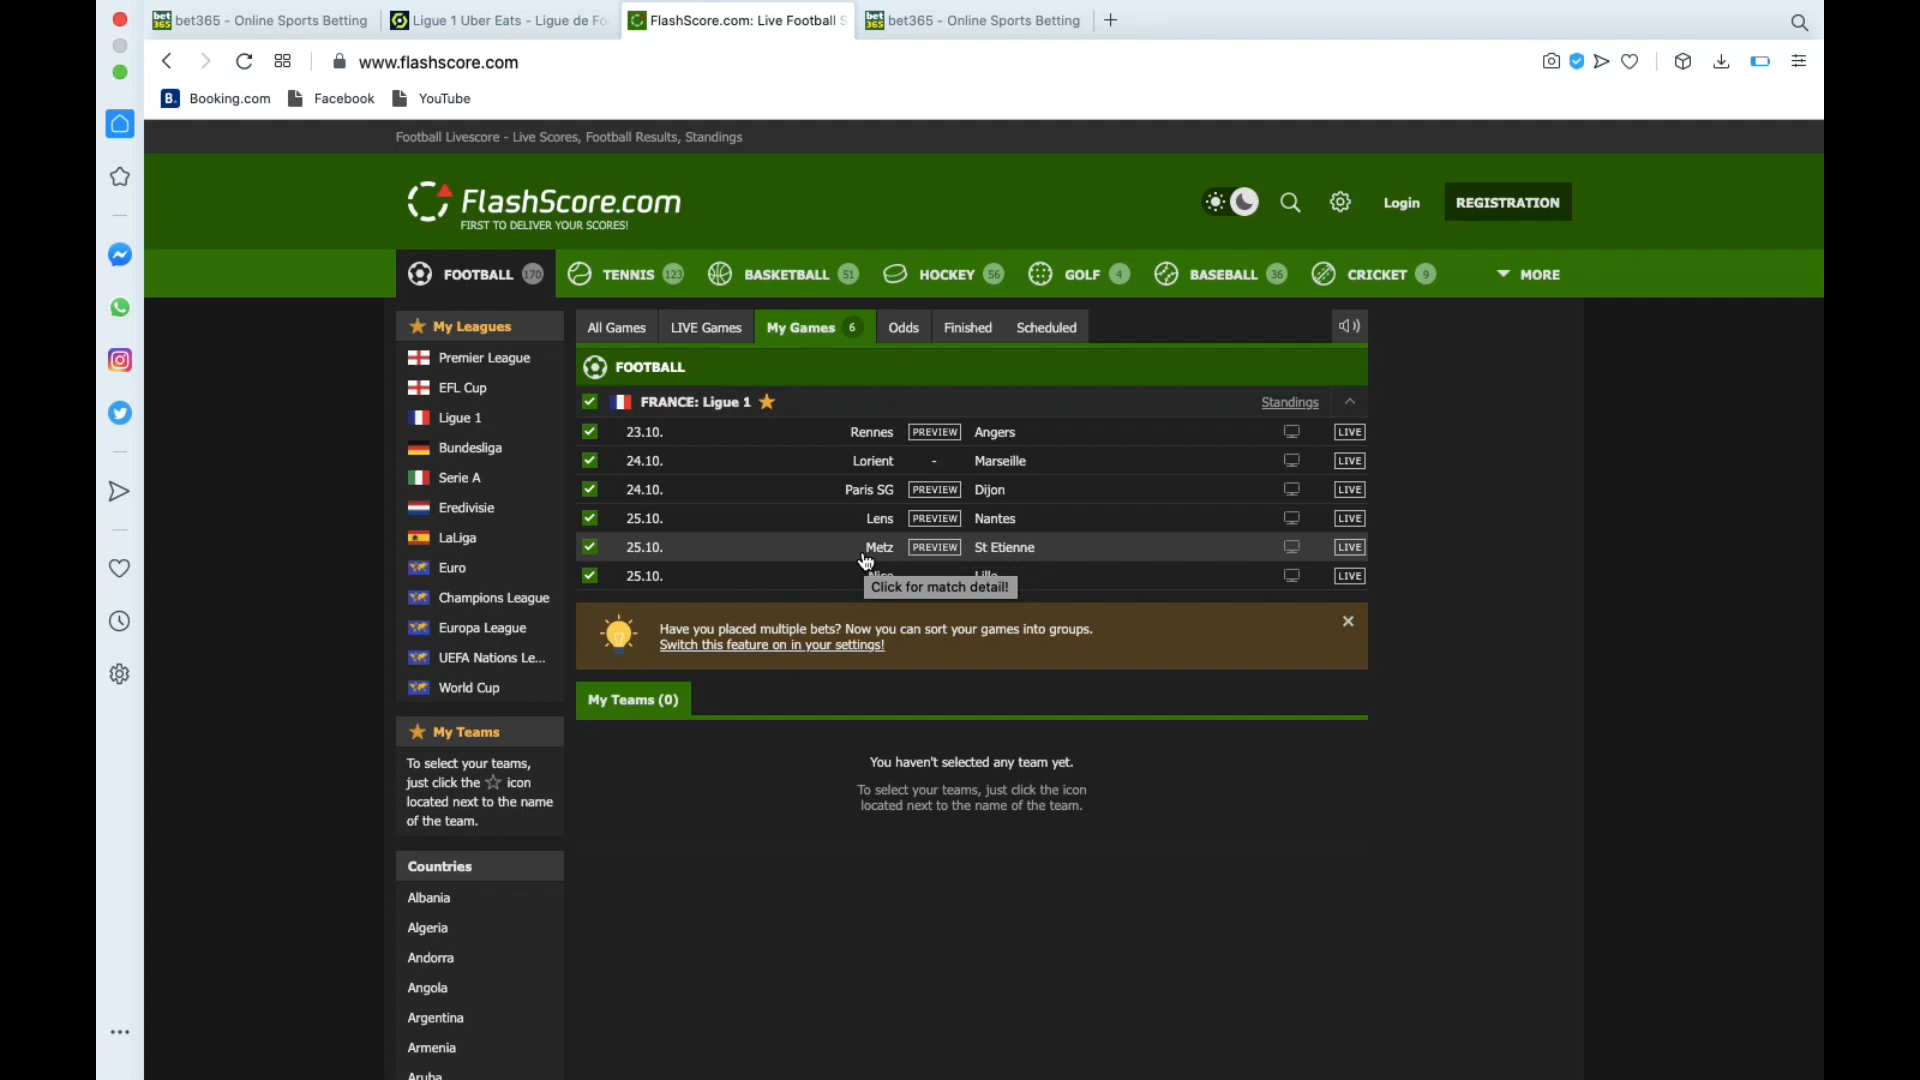 bet365 - Online Sports Betting
Ligue 1 Uber Eats - Ligue de Fo
FlashScore.com: Live Football S
bet365 - Online Sports Betting
www.flashscore.com
B. Booking.com Facebook YouTube
Football Livescore - Live Scores, Football Results, Standings
FlashScore.com
FIRST TO DELIVER YOUR SCORES!
Login REGISTRATION
FOOTBALL 170 TENNIS 123 BASKETBALL 51 HOCKEY 56 GOLF 4 BASEBALL 36 CRICKET 9 MORE
My Leagues
Premier League
EFL Cup
Ligue 1
Bundesliga
Serie A
Eredivisie
LaLiga
Euro
Champions League
Europa League
UEFA Nations Le...
World Cup
My Teams
To select your teams,
just click the icon
located next to the name
of the team.
Countries
Albania
Algeria
Andorra
Angola
Argentina
Armenia
Aruba
All Games LIVE Games My Games 6 Odds Finished Scheduled
FOOTBALL
FRANCE: Ligue 1 Standings
23.10. Rennes PREVIEW Angers LIVE
24.10. Lorient - Marseille LIVE
24.10. Paris SG PREVIEW Dijon LIVE
25.10. Lens PREVIEW Nantes LIVE
25.10. Metz PREVIEW St Etienne LIVE
25.10. Nice Lille LIVE
Click for match detail!
Have you placed multiple bets? Now you can sort your games into groups.
Switch this feature on in your settings!
My Teams (0)
You haven't selected any team yet.
To select your teams, just click the icon
located next to the name of the team.